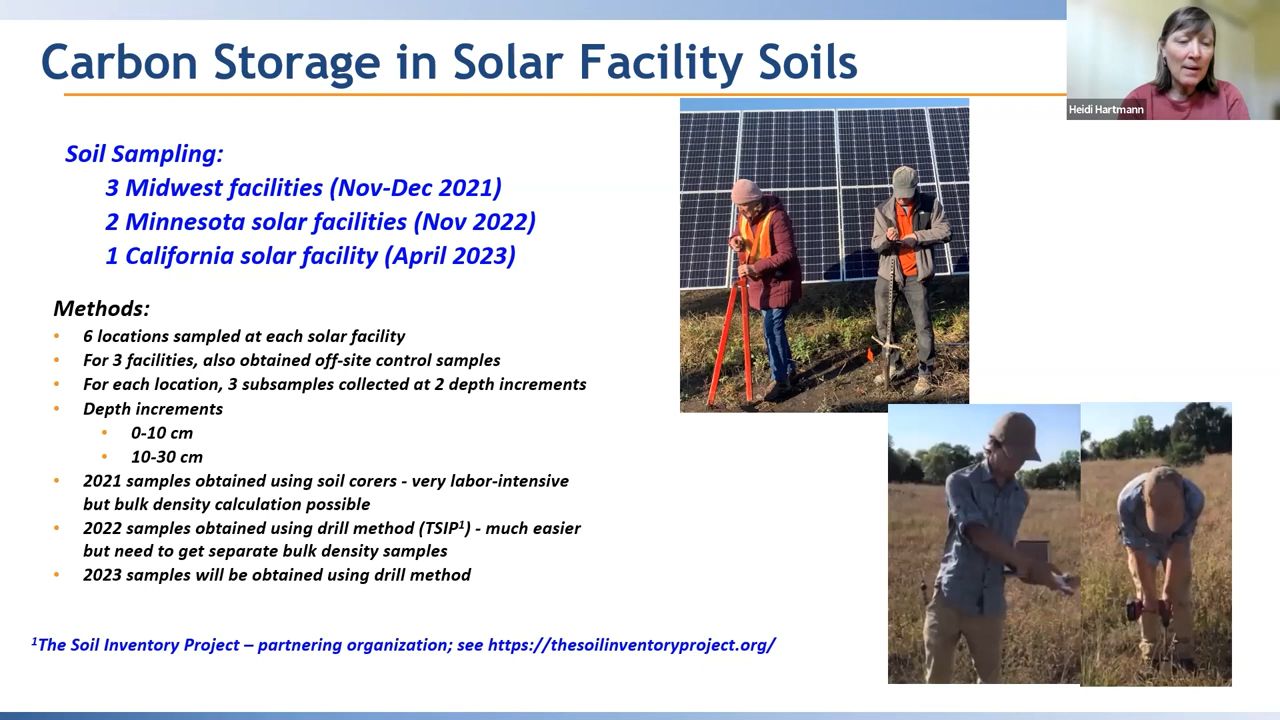 Carbon Storage in Solar Facility Soils
Heidi Hartmann
Soil Sampling:
3 Midwest facilities (Nov-Dec 2021)
2 Minnesota solar facilities (Nov 2022)
1 California solar facility (April 2023)
Methods:
• 6 locations sampled at each solar facility
• For 3 facilities, also obtained off-site control samples
• For each location, 3 subsamples collected at 2 depth increments
• Depth increments
• 0-10 cm
• 10-30 cm
• 2021 samples obtained using soil corers - very labor-intensive
but bulk density calculation possible
• 2022 samples obtained using drill method (TSIP¹) - much easier
but need to get separate bulk density samples
• 2023 samples will be obtained using drill method
¹The Soil Inventory Project – partnering organization; see https://thesoilinventoryproject.org/